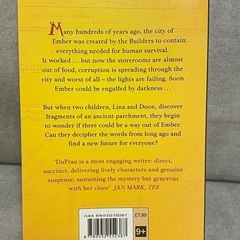 Many hundreds of years ago, the city of
Ember was created by the Builders to contain
everything needed for human survival.
It worked . . . but now the storerooms are almost
out of food, corruption is spreading through the
city and worst of all – the lights are failing. Soon
Ember could be engulfed by darkness . . .
But when two children, Lina and Doon, discover
fragments of an ancient parchment, they begin
to wonder if there could be a way out of Ember.
Can they decipher the words from long ago and
find a new future for everyone?
'DuPrau is a most engaging writer: direct,
succinct, delivering lively characters and genuine
suspense, sustaining the mystery but generous
with her clues' JAN MARK, TES
ISBN 978-0-552-55238-7
£7.99
9+